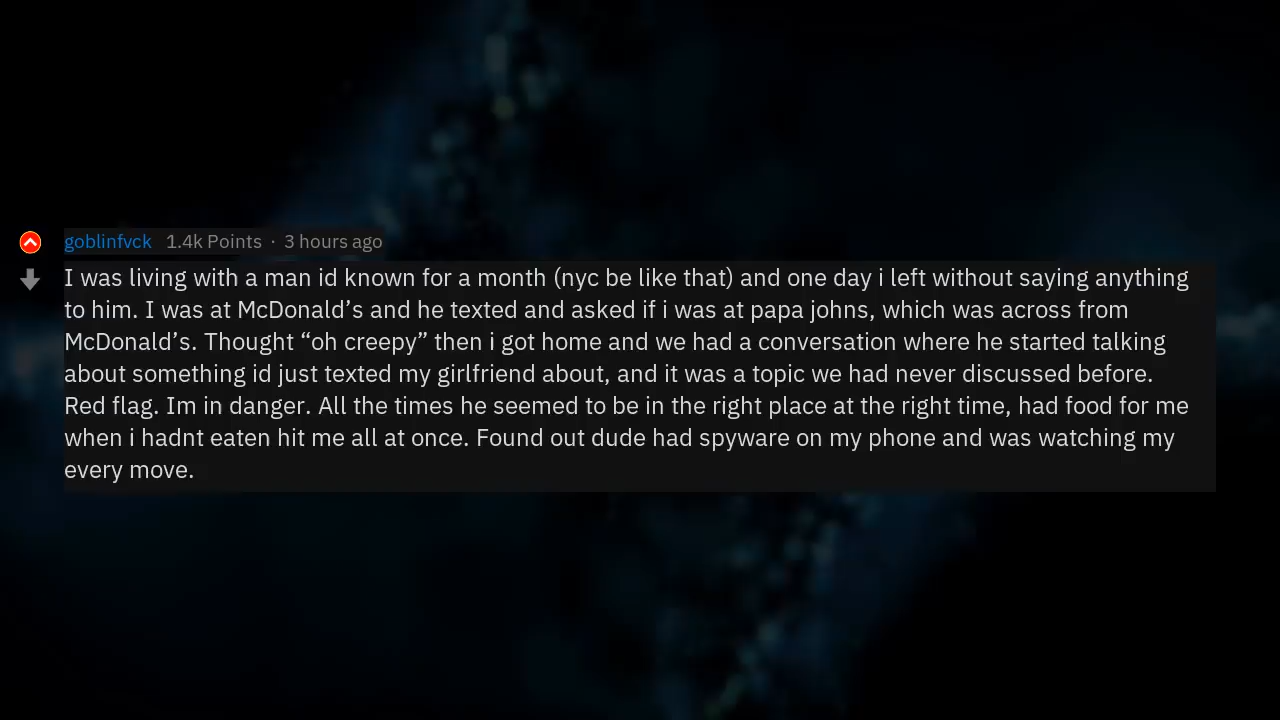 goblinfvck 1.4k Points · 3 hours ago
I was living with a man id known for a month (nyc be like that) and one day i left without saying anything
to him. I was at McDonald’s and he texted and asked if i was at papa johns, which was across from
McDonald’s. Thought “oh creepy” then i got home and we had a conversation where he started talking
about something id just texted my girlfriend about, and it was a topic we had never discussed before.
Red flag. Im in danger. All the times he seemed to be in the right place at the right time, had food for me
when i hadnt eaten hit me all at once. Found out dude had spyware on my phone and was watching my
every move.